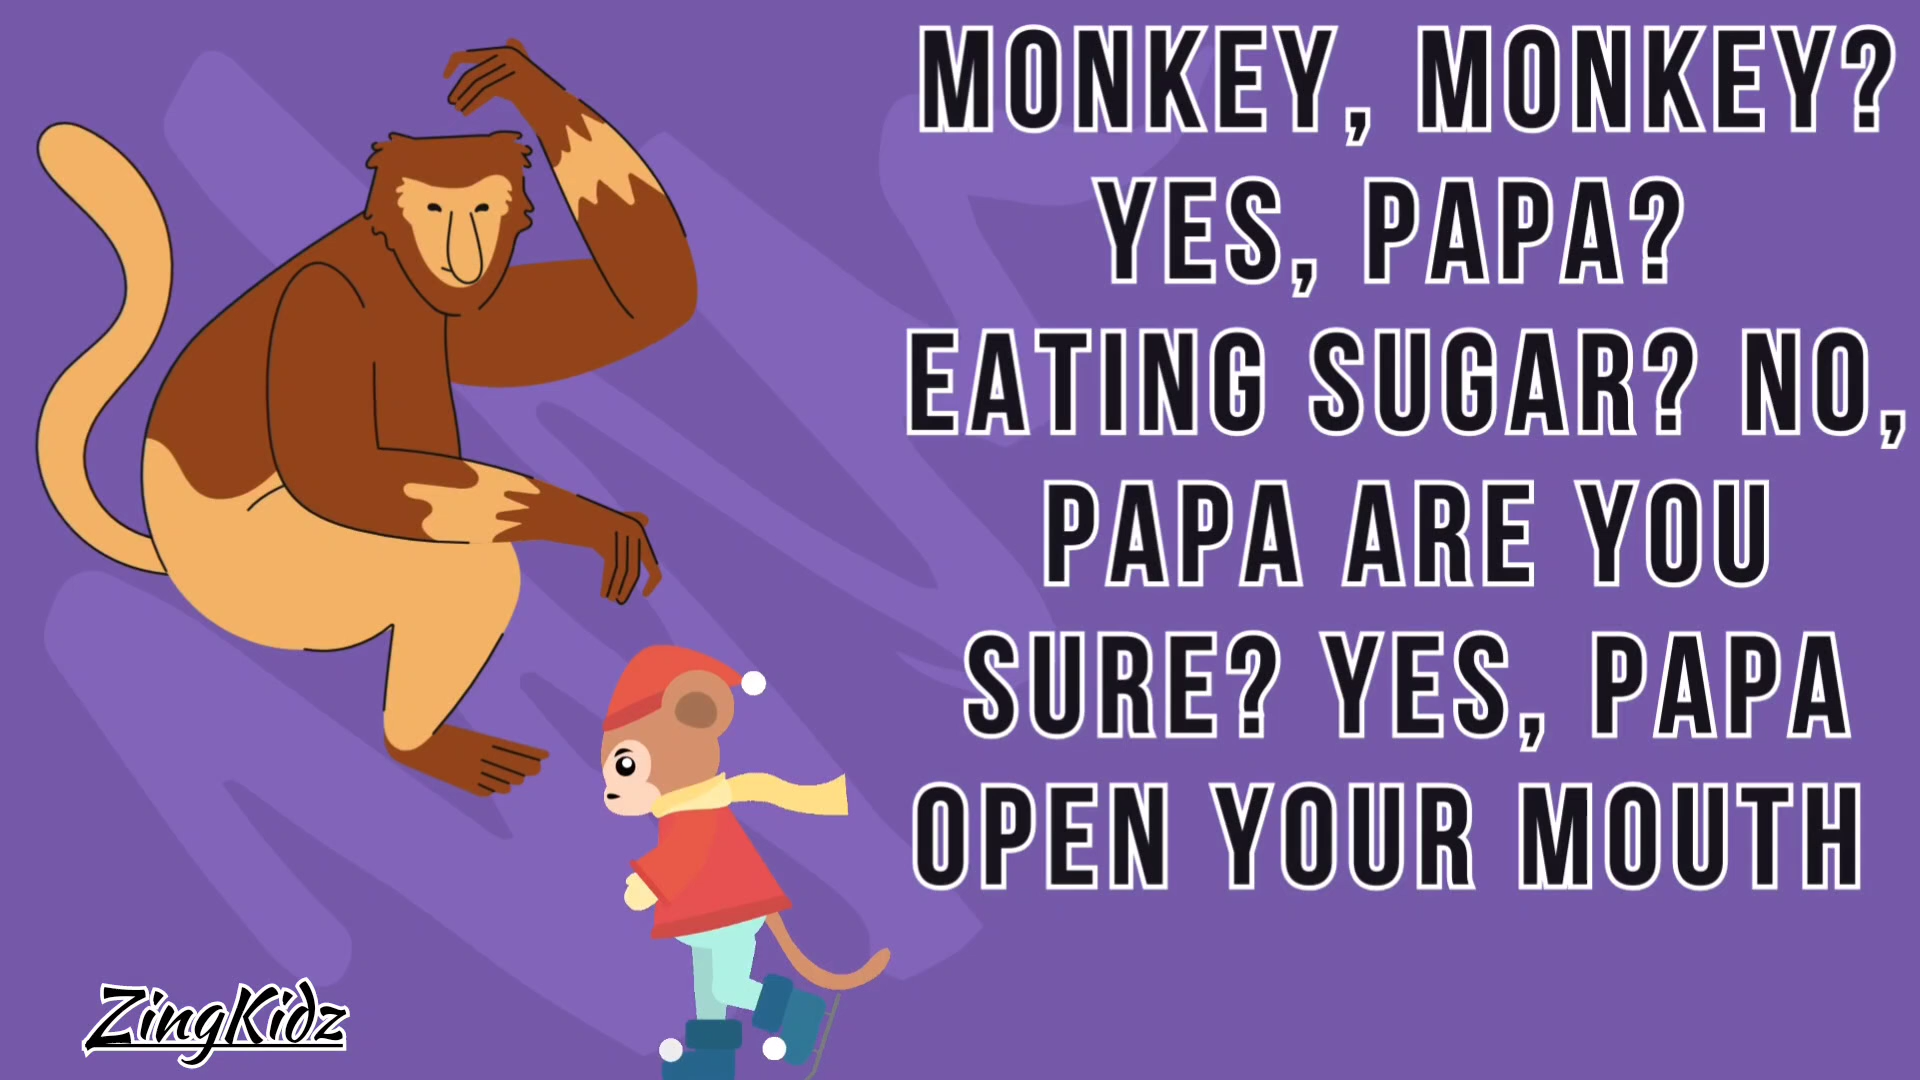 MONKEY, MONKEY?
YES, PAPA?
EATING SUGAR? NO,
PAPA ARE YOU
SURE? YES, PAPA
OPEN YOUR MOUTH
ZingKidz